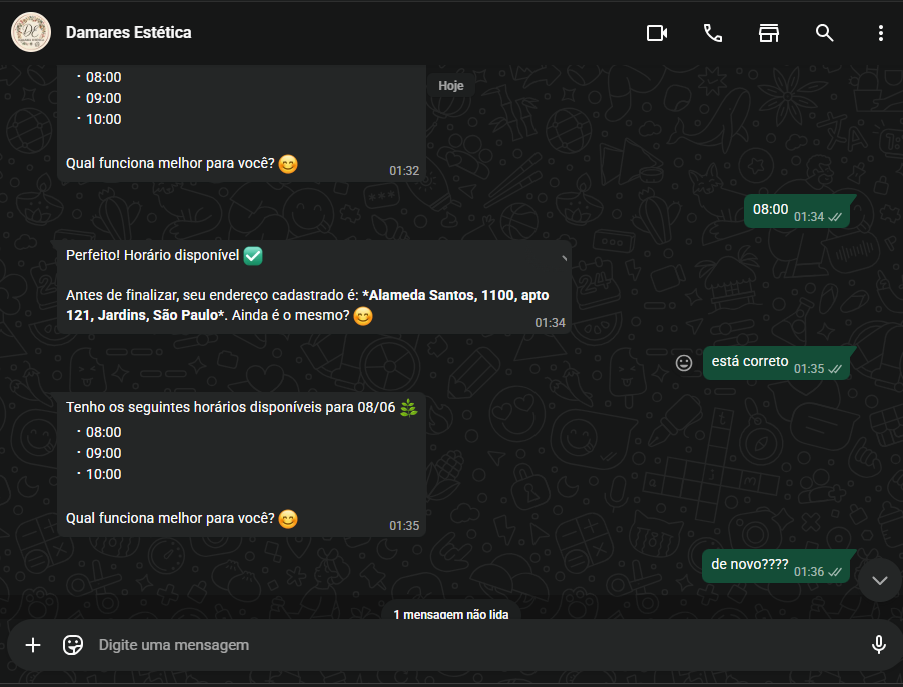 Damares Estética
· 08:00
Hoje
· 09:00
· 10:00
Qual funciona melhor para você? 😊
01:32
08:00
01:34
Perfeito! Horário disponível ✅
Antes de finalizar, seu endereço cadastrado é: *Alameda Santos, 1100, apto
121, Jardins, São Paulo*. Ainda é o mesmo? 😊
01:34
está correto
01:35
Tenho os seguintes horários disponíveis para 08/06 🌿
· 08:00
· 09:00
· 10:00
Qual funciona melhor para você? 😊
01:35
de novo????
01:36
1 mensagem não lida
Digite uma mensagem